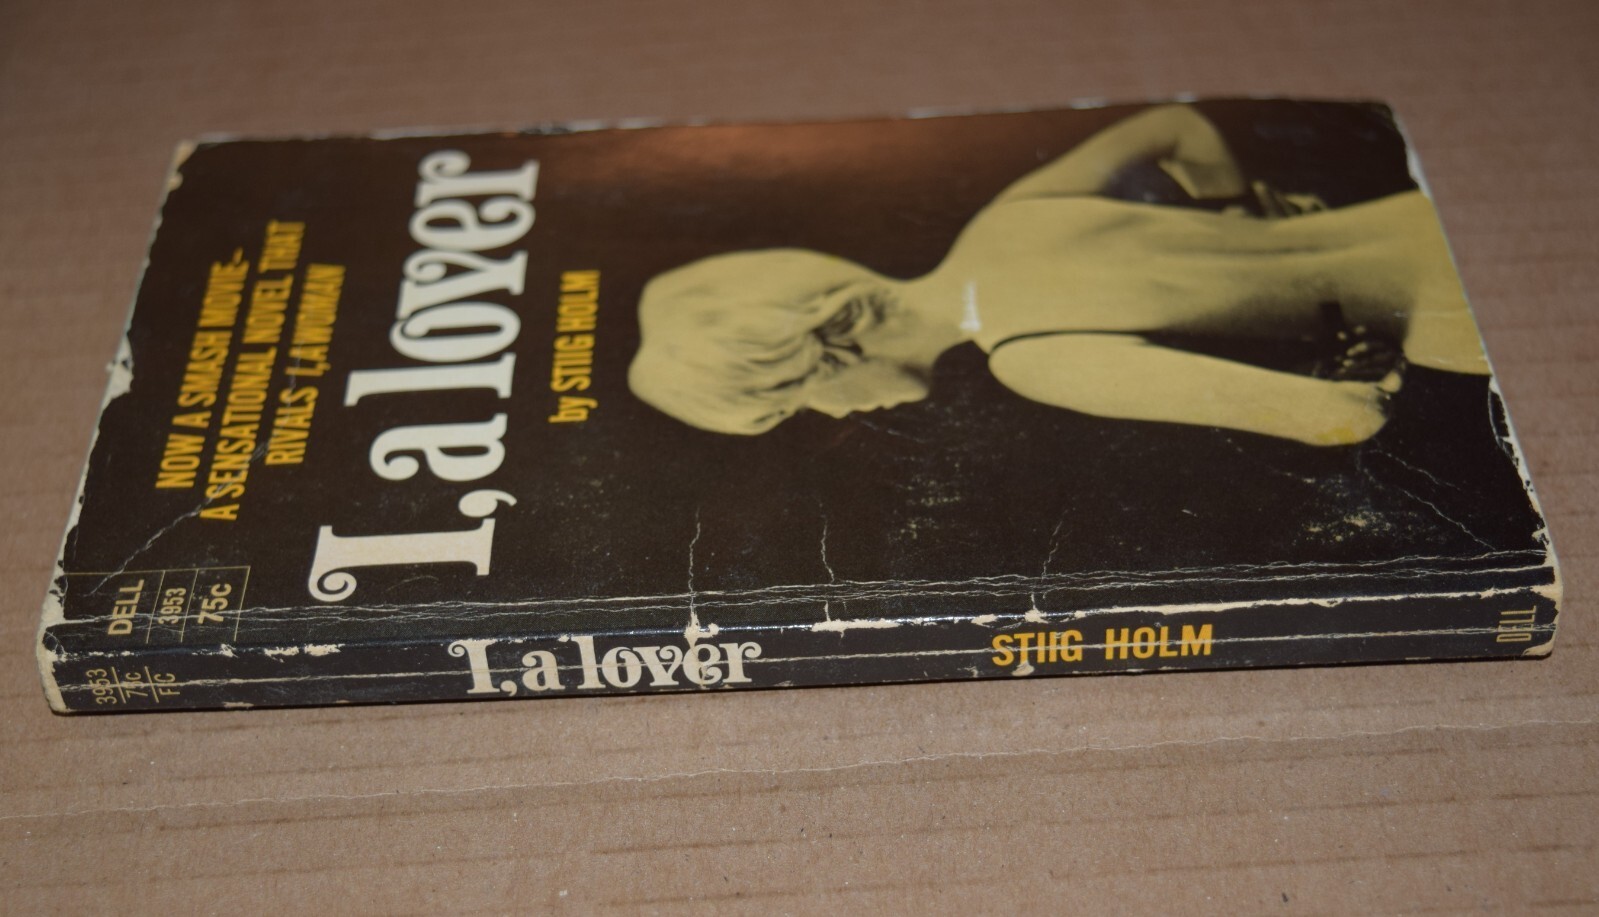 NOW A SMASH MOVIE--
A SENSATIONAL NOVEL THAT
RIVALS I, A WOMAN
I, a lover
by STIIG HOLM
DELL
3953
75c
3953
75c
FC
I, a lover
STIIG HOLM
DELL